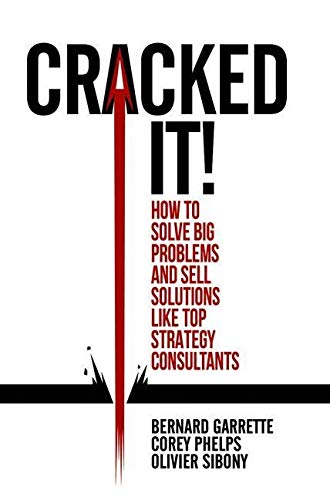 CRACKED
IT!
HOW TO
SOLVE BIG
PROBLEMS
AND SELL
SOLUTIONS
LIKE TOP
STRATEGY
CONSULTANTS
BERNARD GARRETTE
COREY PHELPS
OLIVIER SIBONY